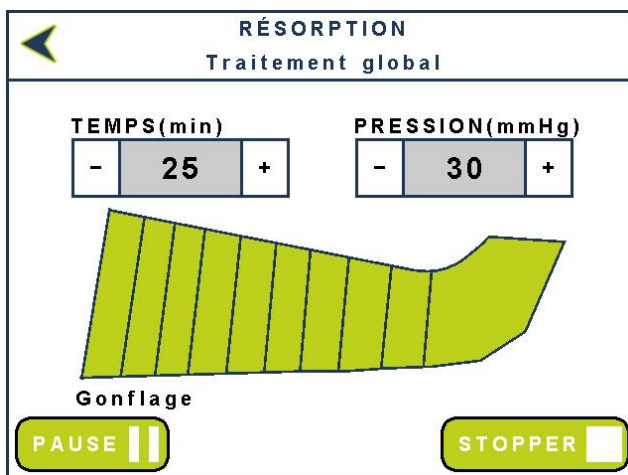 RÉSORPTION
Traitement global
TEMPS(min) PRESSION(mmHg)
- 25 + - 30 +
Gonflage
PAUSE STOPPER